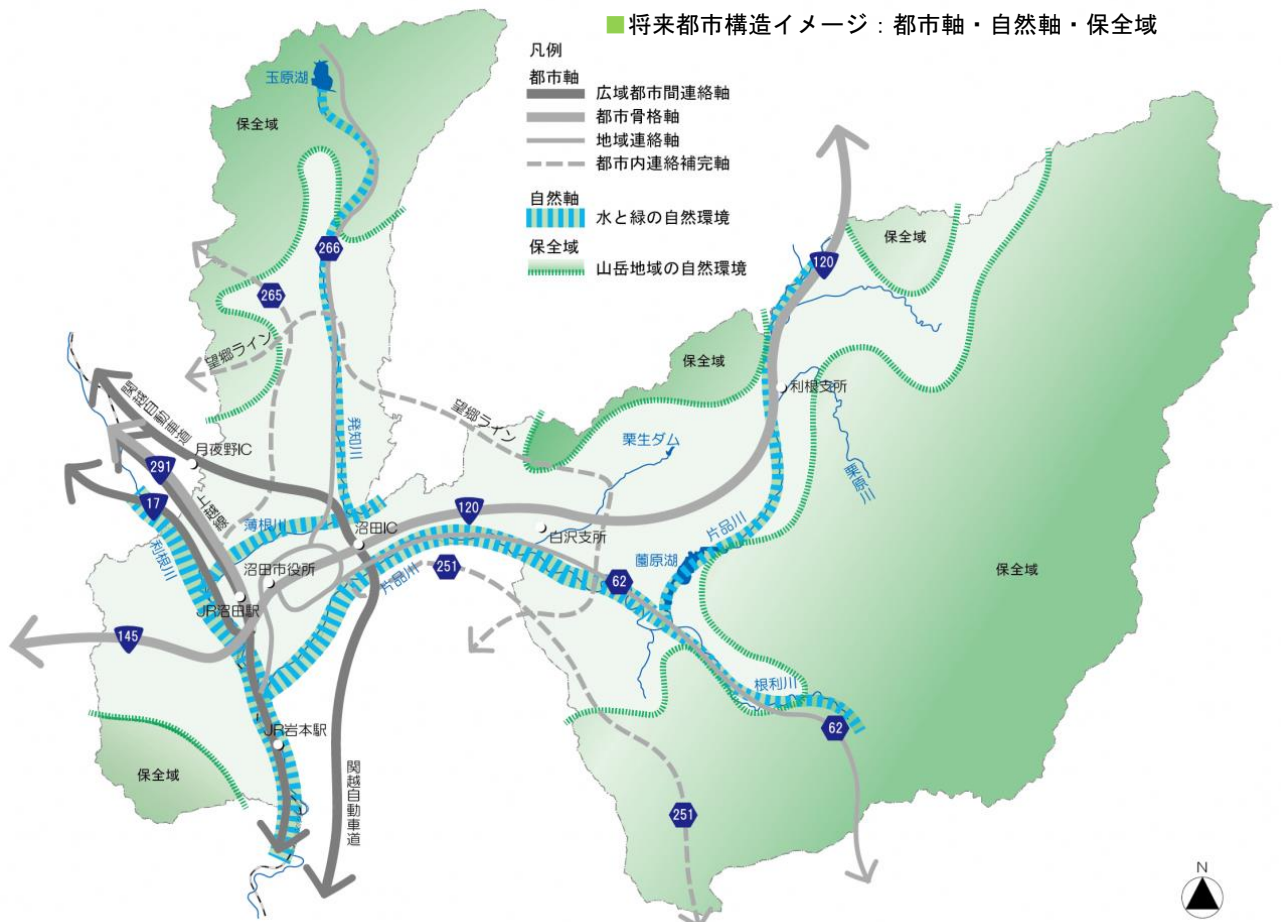 ■将来都市構造イメージ：都市軸・自然軸・保全域
凡例
都市軸
広域都市間連絡軸
都市骨格軸
地域連絡軸
都市内連絡補完軸
自然軸
水と緑の自然環境
保全域
山岳地域の自然環境
玉原湖
保全域
266
265
望郷ライン
発知川
関越自動車道
月夜野IC
291
17
上越線
利根川
薄根川
沼田IC
沼田市役所
JR沼田駅
145
JR岩本駅
保全域
関越自動車道
片品川
251
120
望郷ライン
栗生ダム
白沢支所
62
薗原湖
片品川
保全域
120
保全域
利根支所
栗原川
保全域
根利川
62
251
N